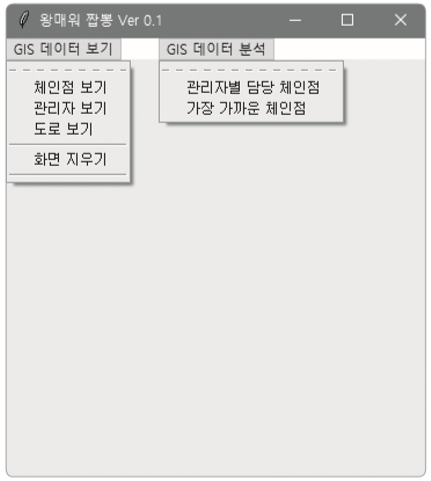 왕매워 짬뽕 Ver 0.1
GIS 데이터 보기
GIS 데이터 분석
체인점 보기
관리자 보기
도로 보기
화면 지우기
관리자별 담당 체인점
가장 가까운 체인점